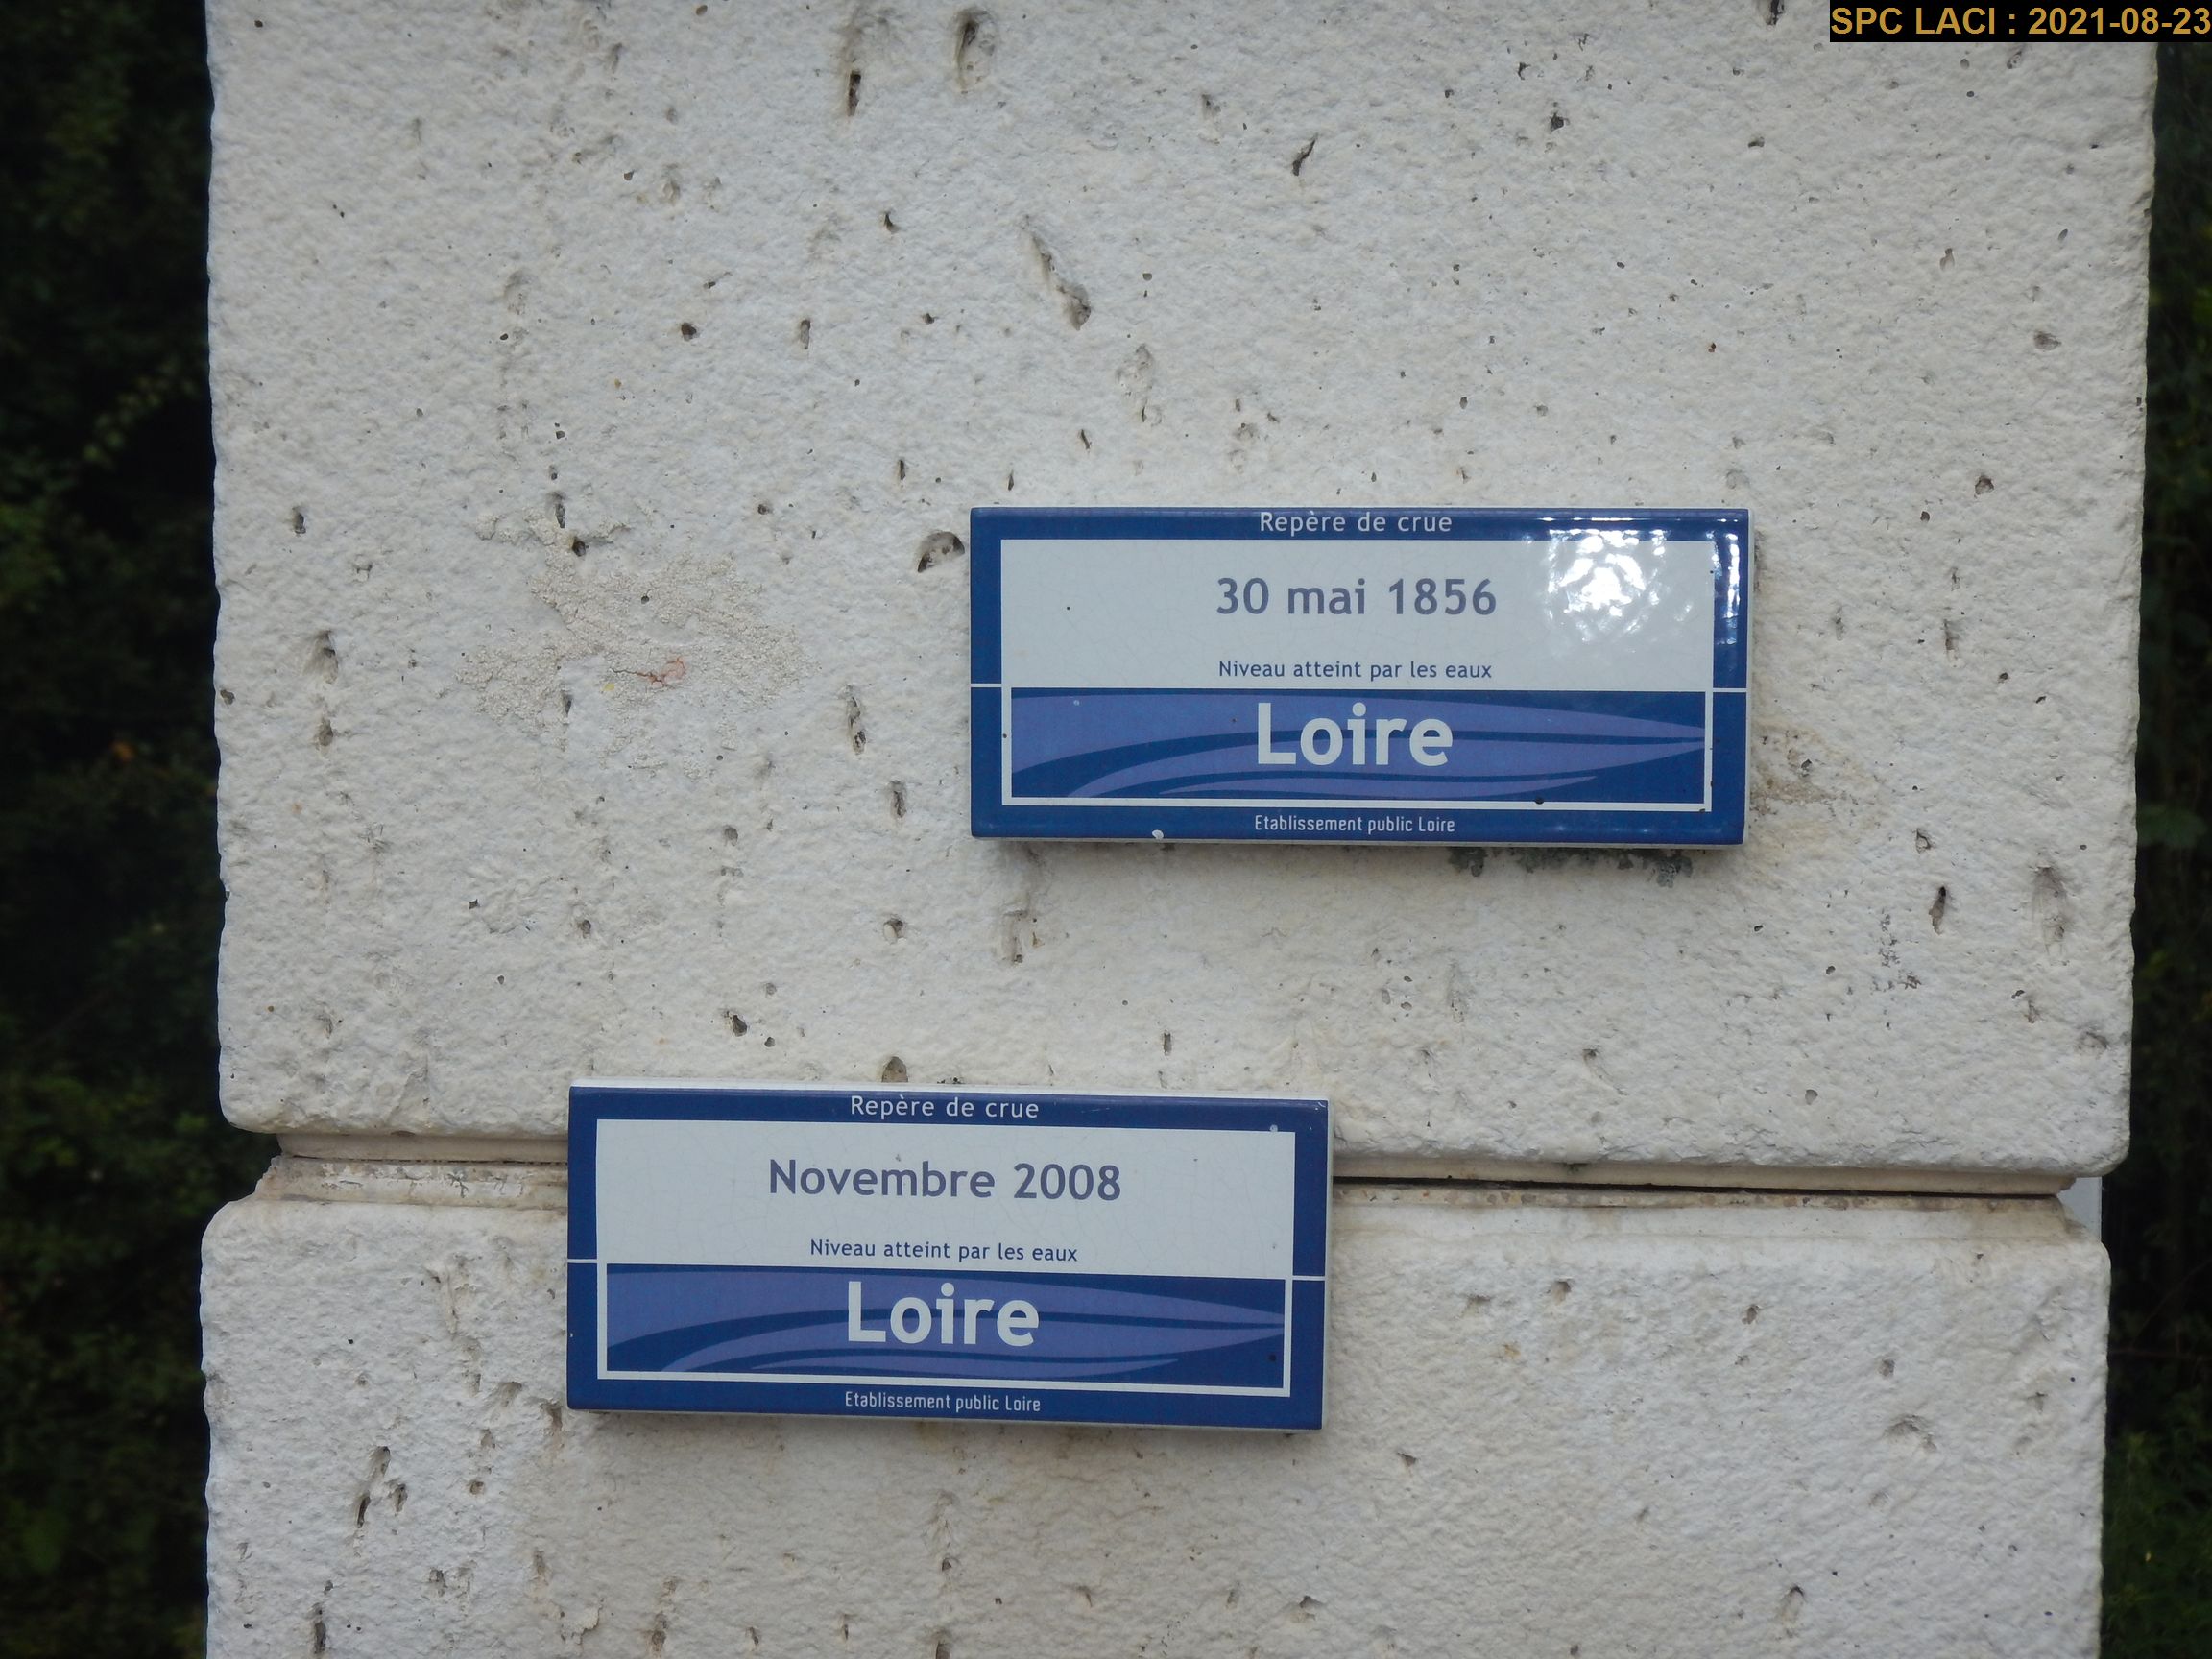 SPC LACI : 2021-08-23
Repère de crue
30 mai 1856
Niveau atteint par les eaux
Loire
Etablissement public Loire
Repère de crue
Novembre 2008
Niveau atteint par les eaux
Loire
Etablissement public Loire